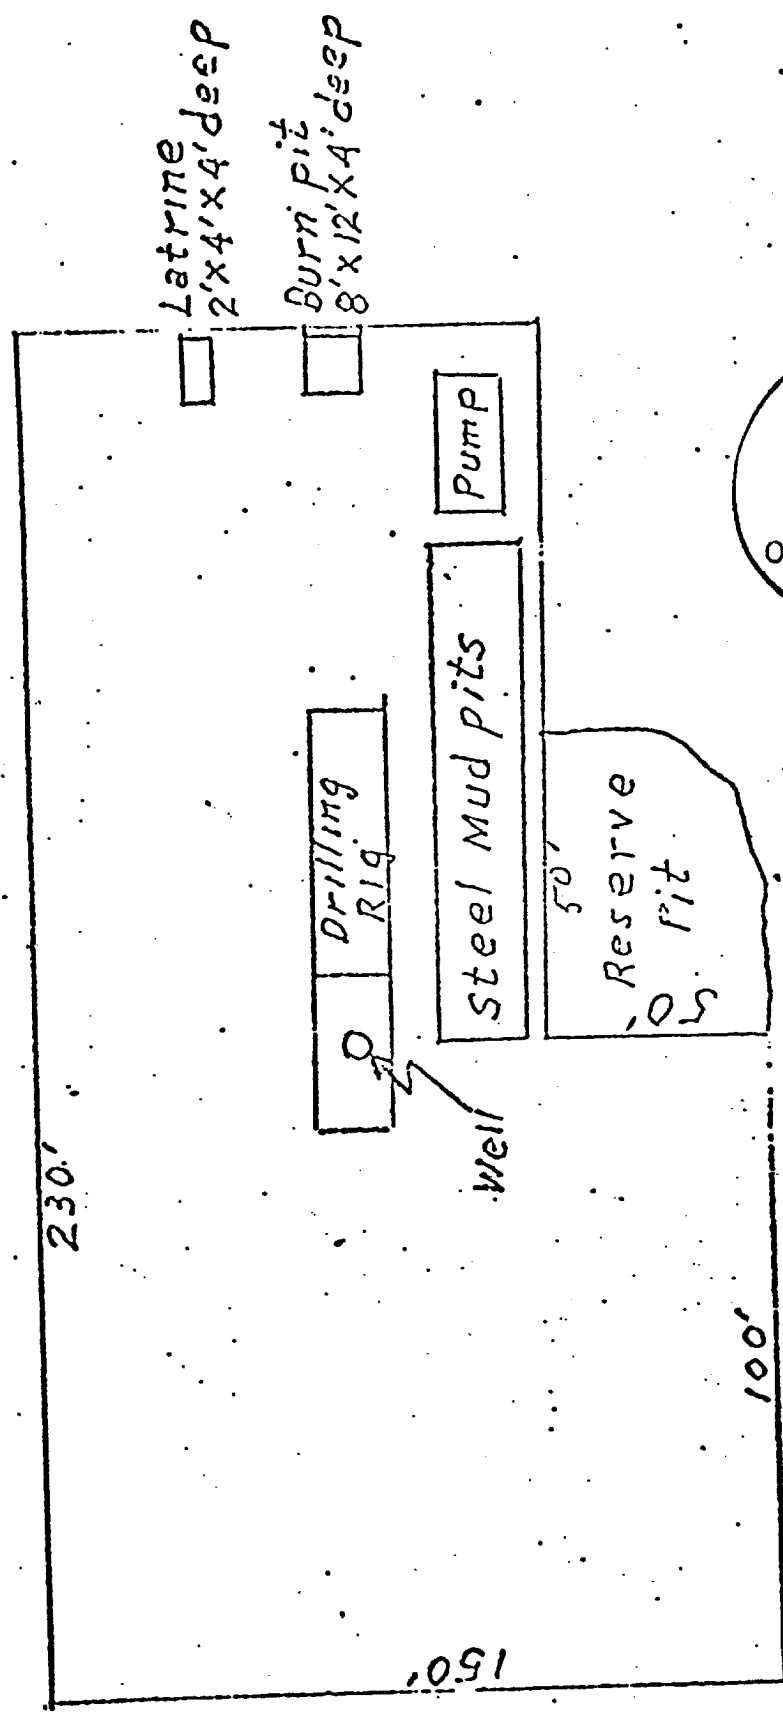 230'
Latrine
2'x4'x4' deep
Burn pit
8'x12'x4' deep
Drilling
Rig
Well
Pump
Steel Mud pits
50'
Reserve
Pit
50'
150'
100'